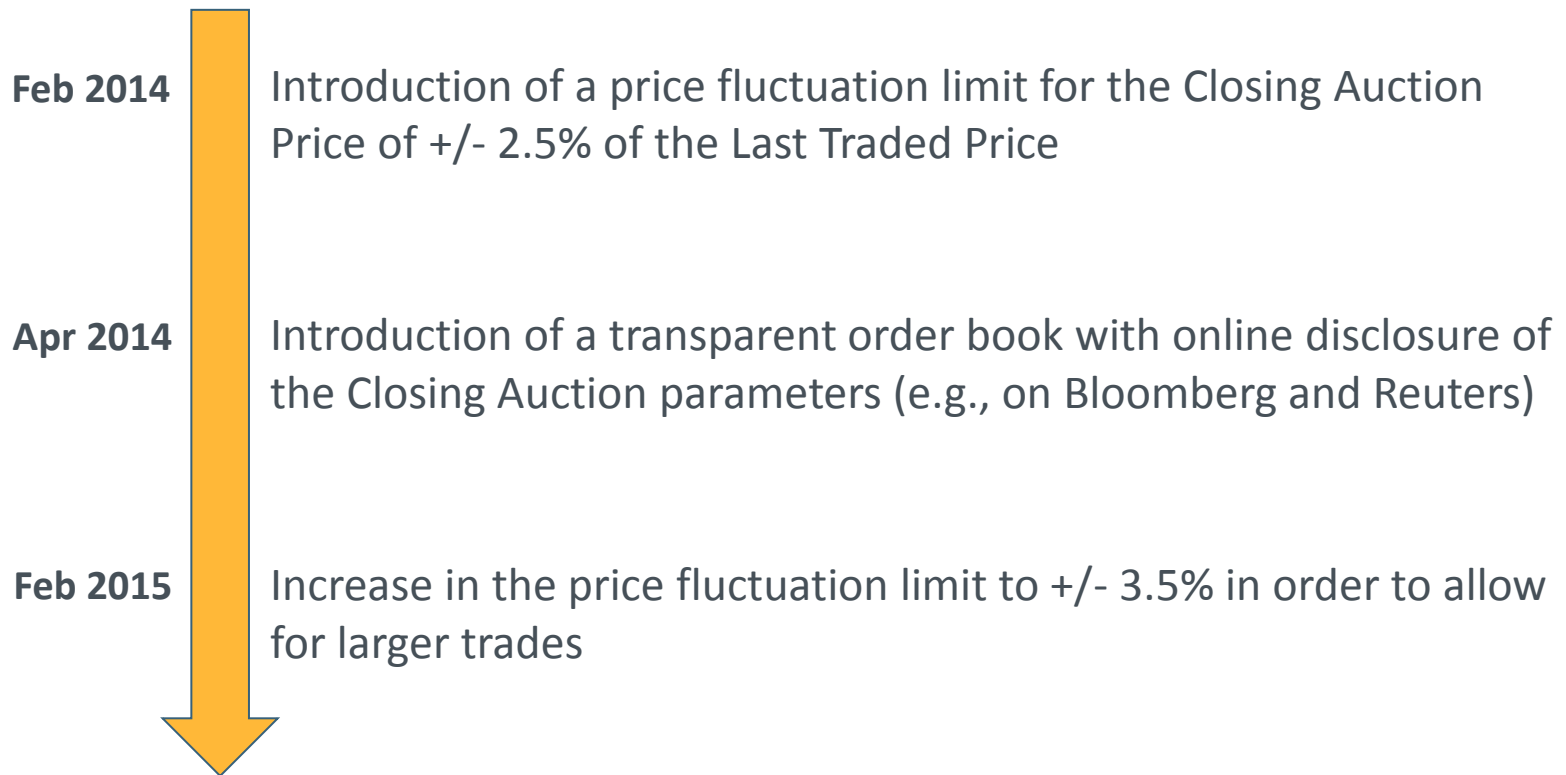 Feb 2014
Introduction of a price fluctuation limit for the Closing Auction
Price of +/- 2.5% of the Last Traded Price
Apr 2014
Introduction of a transparent order book with online disclosure of
the Closing Auction parameters (e.g., on Bloomberg and Reuters)
Feb 2015
Increase in the price fluctuation limit to +/- 3.5% in order to allow
for larger trades